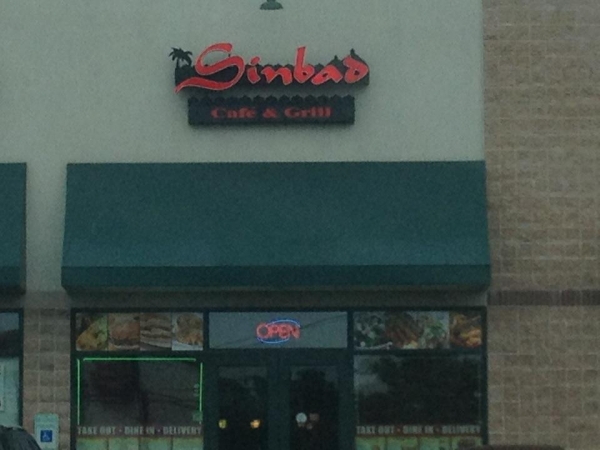 Sinbad
Cafe & Grill
OPEN
TAKE OUT • DINE IN • DELIVERY
TAKE OUT • DINE IN • DELIVERY